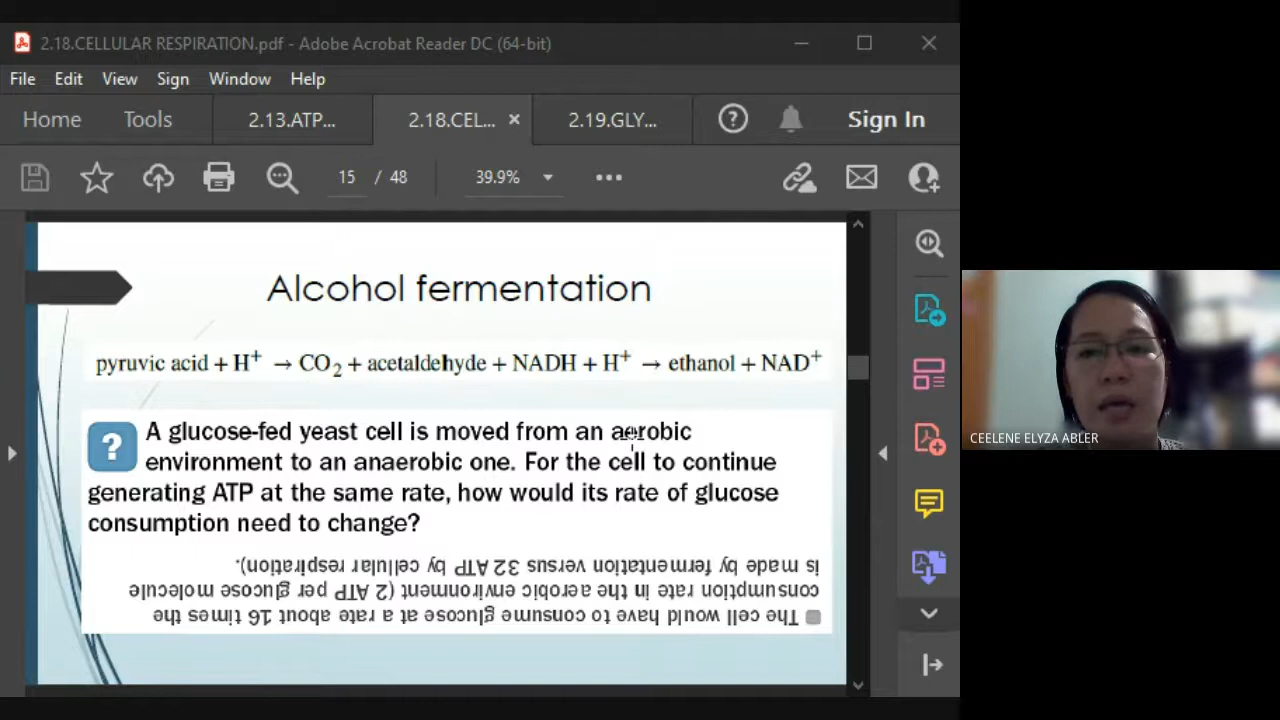 2.18.CELLULAR RESPIRATION.pdf - Adobe Acrobat Reader DC (64-bit)
File Edit View Sign Window Help
Home Tools 2.13.ATP... 2.18.CEL... × 2.19.GLY... ? Sign In
15 / 48 39.9%
Alcohol fermentation
pyruvic acid + H⁺ → CO₂ + acetaldehyde + NADH + H⁺ → ethanol + NAD⁺
? A glucose-fed yeast cell is moved from an aerobic
environment to an anaerobic one. For the cell to continue
generating ATP at the same rate, how would its rate of glucose
consumption need to change?
The cell would have to consume glucose at a rate about 16 times the
consumption rate in the aerobic environment (2 ATP per glucose molecule
is made by fermentation versus 32 ATP by cellular respiration).
CEELENE ELYZA ABLER